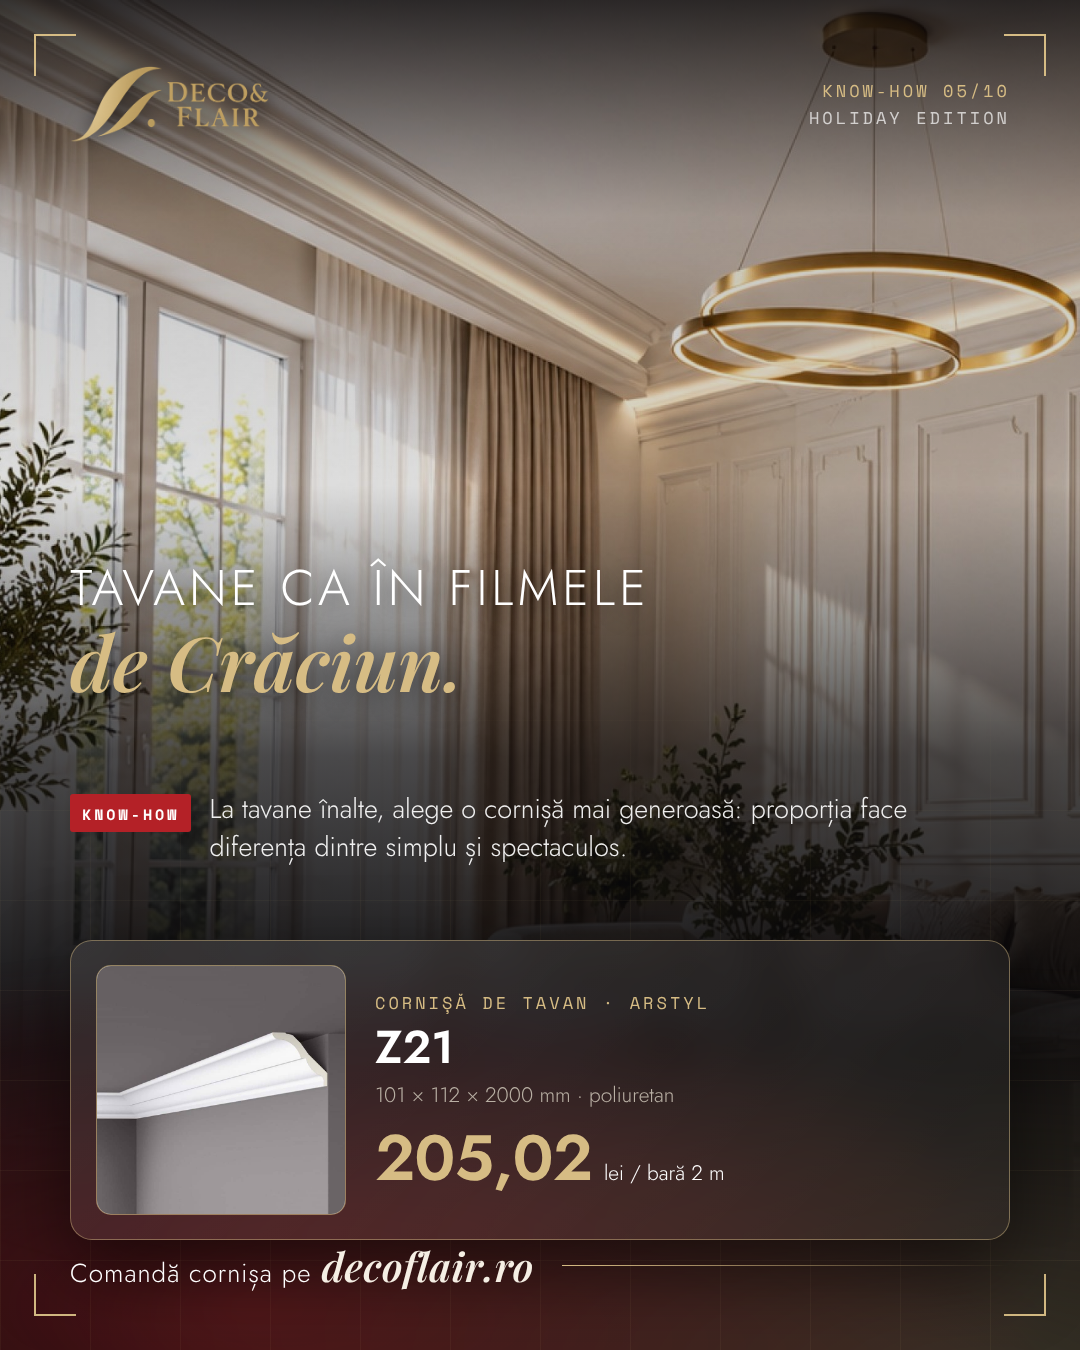 DECO&
FLAIR
KNOW-HOW 05/10
HOLIDAY EDITION
TAVANE CA ÎN FILMELE
de Crăciun.
KNOW-HOW
La tavane înalte, alege o cornișă mai generoasă: proporția face
diferența dintre simplu și spectaculos.
CORNIȘĂ DE TAVAN · ARSTYL
Z21
101 × 112 × 2000 mm · poliuretan
205,02 lei / bară 2 m
Comandă cornișa pe decoflair.ro